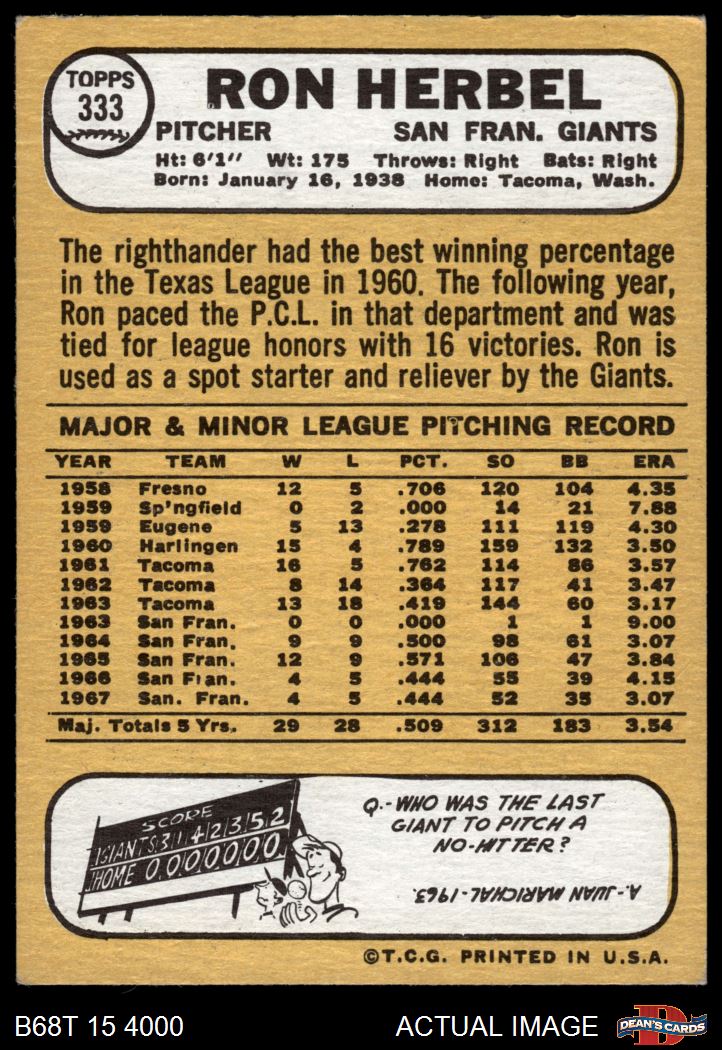 TOPPS
333
RON HERBEL
PITCHER SAN FRAN. GIANTS
Ht: 6'1" Wt: 175 Throws: Right Bats: Right
Born: January 16, 1938 Home: Tacoma, Wash.
The righthander had the best winning percentage
in the Texas League in 1960. The following year,
Ron paced the P.C.L. in that department and was
tied for league honors with 16 victories. Ron is
used as a spot starter and reliever by the Giants.
MAJOR & MINOR LEAGUE PITCHING RECORD
YEAR TEAM W L PCT. SO BB ERA
1958 Fresno 12 5 .706 120 104 4.35
1959 Sp'ngfield 0 2 .000 14 21 7.88
1959 Eugene 5 13 .278 111 119 4.30
1960 Harlingen 15 4 .789 159 132 3.50
1961 Tacoma 16 5 .762 114 86 3.57
1962 Tacoma 8 14 .364 117 41 3.47
1963 Tacoma 13 18 .419 144 60 3.17
1963 San Fran. 0 0 .000 1 1 9.00
1964 San Fran. 9 9 .500 98 61 3.07
1965 San Fran. 12 9 .571 106 47 3.84
1966 San Fran. 4 5 .444 55 39 4.15
1967 San. Fran. 4 5 .444 52 35 3.07
Maj. Totals 5 Yrs. 29 28 .509 312 183 3.54
SCORE
GIANTS 3 1 4 2 3 5 2
HOME 0 0 0 0 0 0 0
Q.-WHO WAS THE LAST
GIANT TO PITCH A
NO-HITTER?
A-. JUAN MARICHAL-1963.
©T.C.G. PRINTED IN U.S.A.
B68T 15 4000 ACTUAL IMAGE
D
DEAN'S CARDS